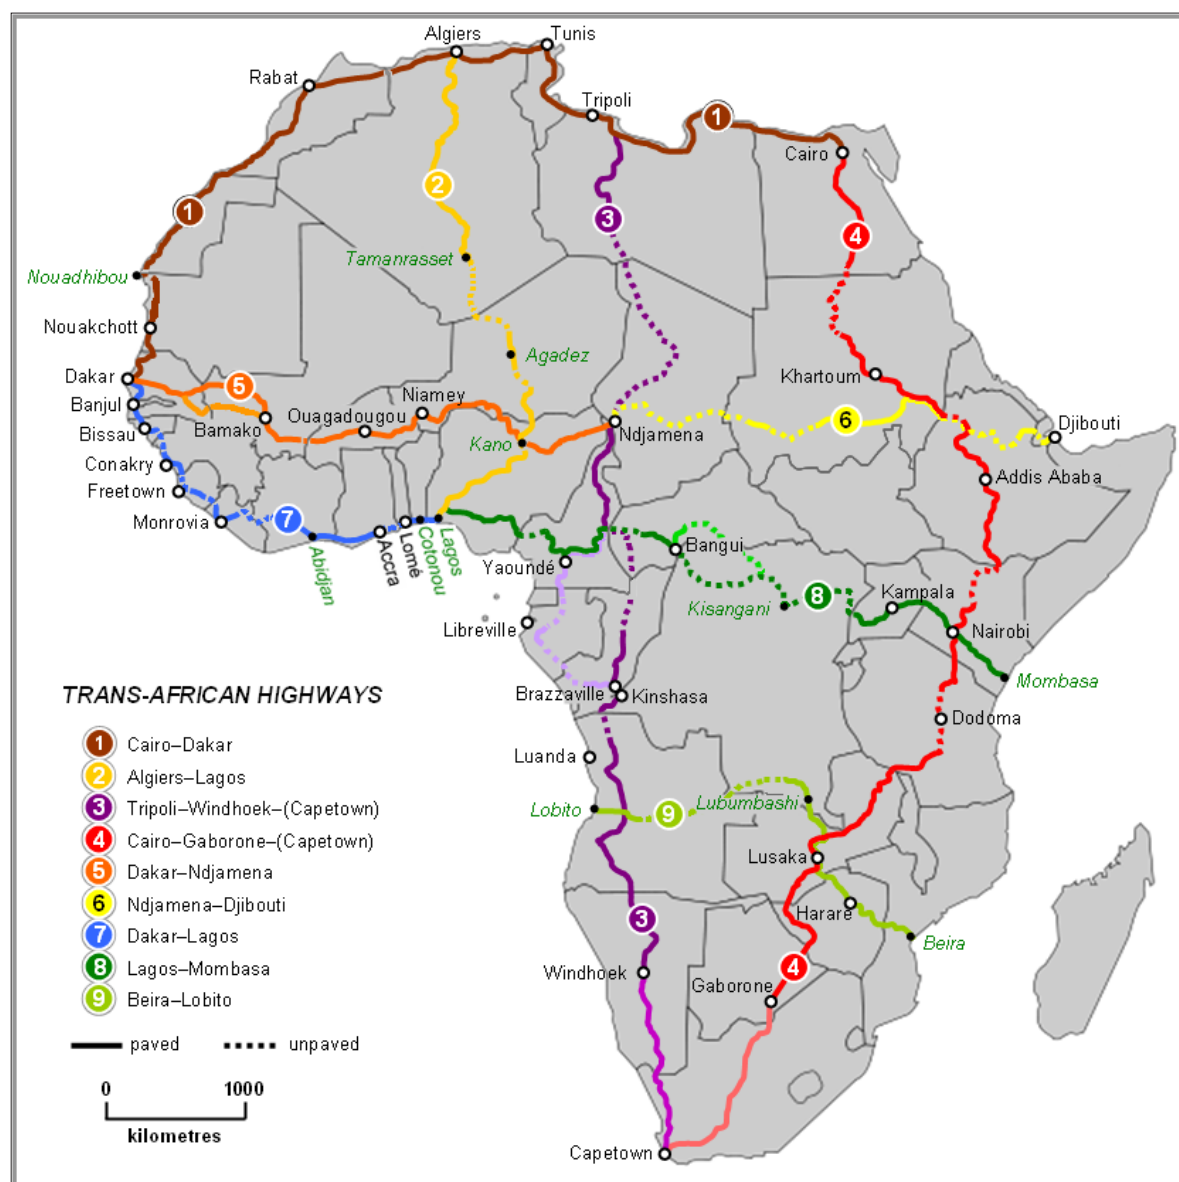 Algiers
Tunis
Rabat
Tripoli
1
Cairo
2
1
3
4
Tamanrasset
Nouadhibou
Nouakchott
Agadez
Dakar
5
Khartoum
Banjul
Niamey
Ouagadougou
6
Djibouti
Bissau
Bamako
Kano
Ndjamena
Conakry
Addis Ababa
Freetown
Monrovia
7
Abidjan
Accra
Lomé
Cotonou
Lagos
Yaoundé
Bangui
Kisangani
8
Kampala
Libreville
Nairobi
Brazzaville
Kinshasa
Mombasa
Dodoma
Luanda
Lobito
9
Lubumbashi
Lusaka
Harare
3
Beira
Windhoek
4
Gaborone
Capetown
TRANS-AFRICAN HIGHWAYS
1 Cairo–Dakar
2 Algiers–Lagos
3 Tripoli–Windhoek–(Capetown)
4 Cairo–Gaborone–(Capetown)
5 Dakar–Ndjamena
6 Ndjamena–Djibouti
7 Dakar–Lagos
8 Lagos–Mombasa
9 Beira–Lobito
paved unpaved
0 1000
kilometres